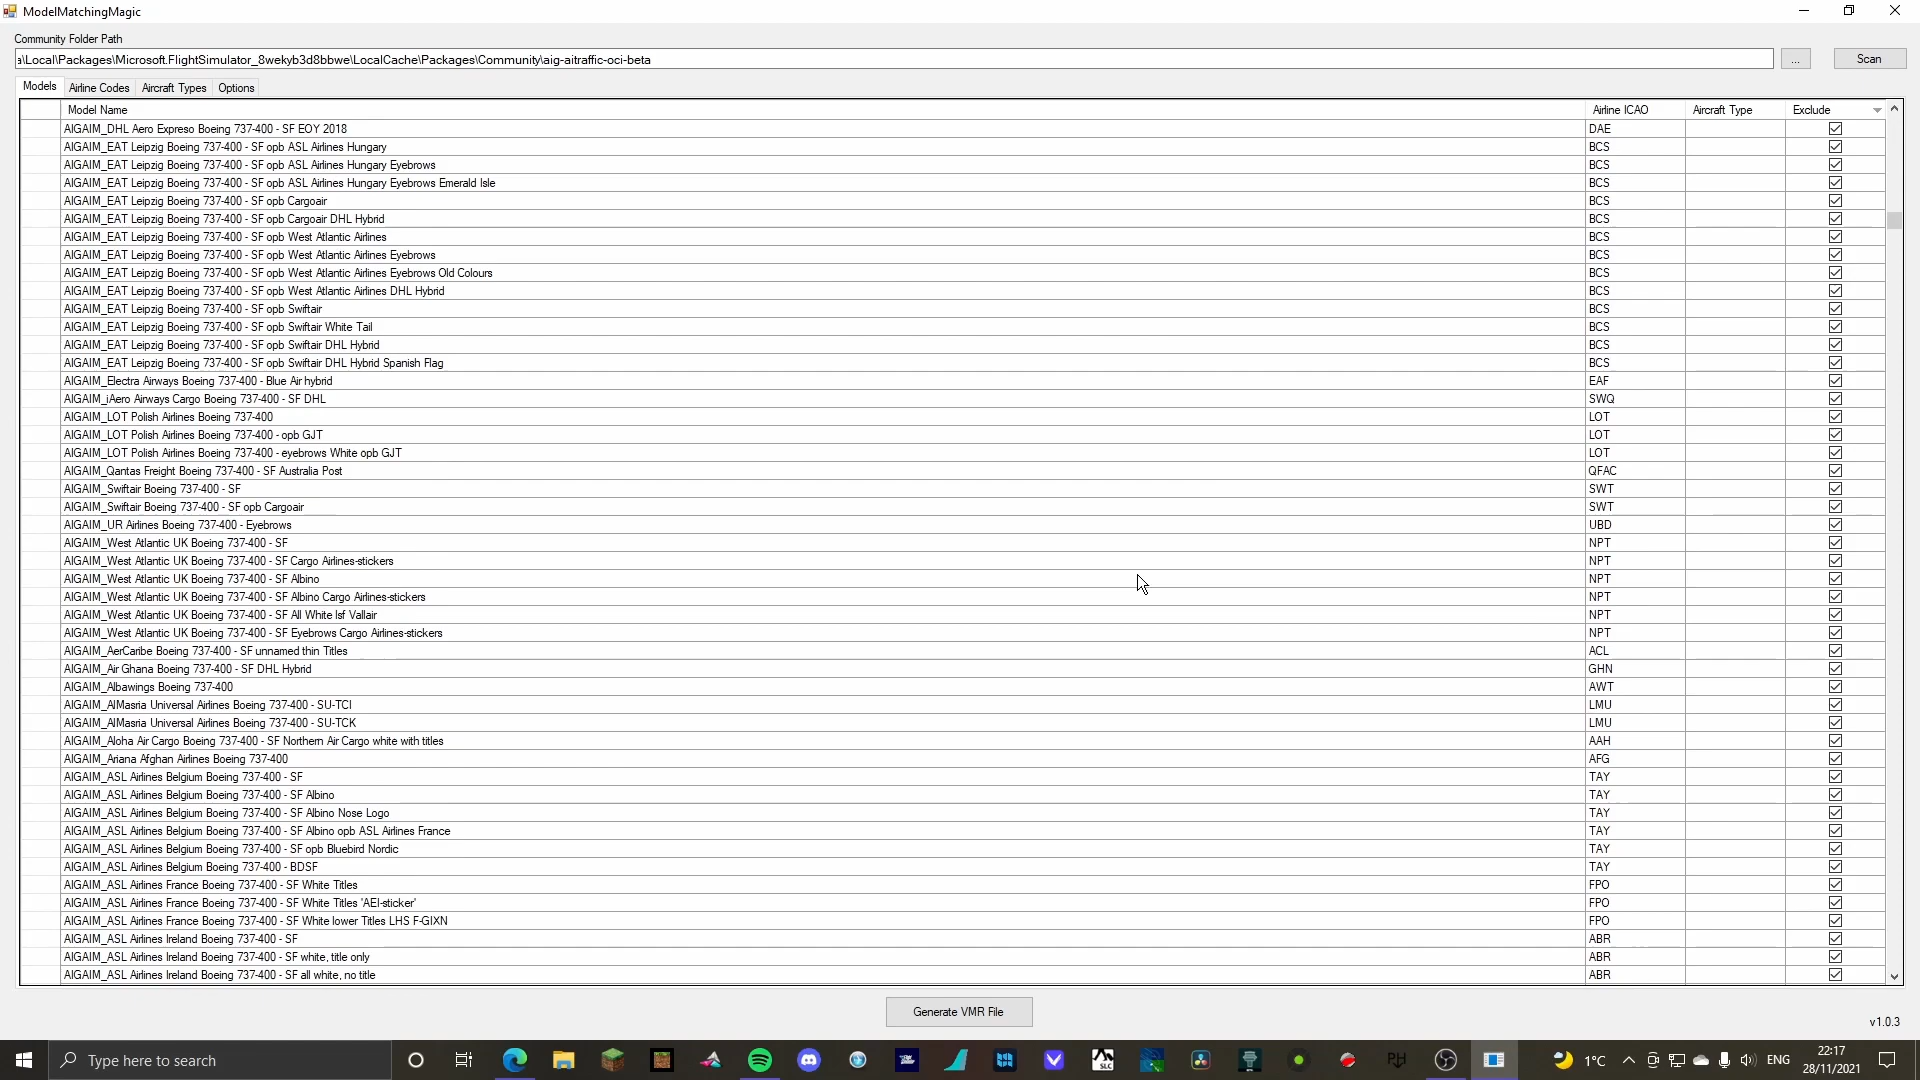 ModelMatchingMagic
Community Folder Path
a\Local\Packages\Microsoft.FlightSimulator_8wekyb3d8bbwe\LocalCache\Packages\Community\aig-aitraffic-oci-beta
...
Scan
Models Airline Codes Aircraft Types Options
Model Name Airline ICAO Aircraft Type Exclude
AIGAIM_DHL Aero Expreso Boeing 737-400 - SF EOY 2018 DAE
AIGAIM_EAT Leipzig Boeing 737-400 - SF opb ASL Airlines Hungary BCS
AIGAIM_EAT Leipzig Boeing 737-400 - SF opb ASL Airlines Hungary Eyebrows BCS
AIGAIM_EAT Leipzig Boeing 737-400 - SF opb ASL Airlines Hungary Eyebrows Emerald Isle BCS
AIGAIM_EAT Leipzig Boeing 737-400 - SF opb Cargoair BCS
AIGAIM_EAT Leipzig Boeing 737-400 - SF opb Cargoair DHL Hybrid BCS
AIGAIM_EAT Leipzig Boeing 737-400 - SF opb West Atlantic Airlines BCS
AIGAIM_EAT Leipzig Boeing 737-400 - SF opb West Atlantic Airlines Eyebrows BCS
AIGAIM_EAT Leipzig Boeing 737-400 - SF opb West Atlantic Airlines Eyebrows Old Colours BCS
AIGAIM_EAT Leipzig Boeing 737-400 - SF opb West Atlantic Airlines DHL Hybrid BCS
AIGAIM_EAT Leipzig Boeing 737-400 - SF opb Swiftair BCS
AIGAIM_EAT Leipzig Boeing 737-400 - SF opb Swiftair White Tail BCS
AIGAIM_EAT Leipzig Boeing 737-400 - SF opb Swiftair DHL Hybrid BCS
AIGAIM_EAT Leipzig Boeing 737-400 - SF opb Swiftair DHL Hybrid Spanish Flag BCS
AIGAIM_Electra Airways Boeing 737-400 - Blue Air hybrid EAF
AIGAIM_iAero Airways Cargo Boeing 737-400 - SF DHL SWQ
AIGAIM_LOT Polish Airlines Boeing 737-400 LOT
AIGAIM_LOT Polish Airlines Boeing 737-400 - opb GJT LOT
AIGAIM_LOT Polish Airlines Boeing 737-400 - eyebrows White opb GJT LOT
AIGAIM_Qantas Freight Boeing 737-400 - SF Australia Post QFAC
AIGAIM_Swiftair Boeing 737-400 - SF SWT
AIGAIM_Swiftair Boeing 737-400 - SF opb Cargoair SWT
AIGAIM_UR Airlines Boeing 737-400 - Eyebrows UBD
AIGAIM_West Atlantic UK Boeing 737-400 - SF NPT
AIGAIM_West Atlantic UK Boeing 737-400 - SF Cargo Airlines-stickers NPT
AIGAIM_West Atlantic UK Boeing 737-400 - SF Albino NPT
AIGAIM_West Atlantic UK Boeing 737-400 - SF Albino Cargo Airlines-stickers NPT
AIGAIM_West Atlantic UK Boeing 737-400 - SF All White lsf Vallair NPT
AIGAIM_West Atlantic UK Boeing 737-400 - SF Eyebrows Cargo Airlines-stickers NPT
AIGAIM_AerCaribe Boeing 737-400 - SF unnamed thin Titles ACL
AIGAIM_Air Ghana Boeing 737-400 - SF DHL Hybrid GHN
AIGAIM_Albawings Boeing 737-400 AWT
AIGAIM_AlMasria Universal Airlines Boeing 737-400 - SU-TCI LMU
AIGAIM_AlMasria Universal Airlines Boeing 737-400 - SU-TCK LMU
AIGAIM_Aloha Air Cargo Boeing 737-400 - SF Northern Air Cargo white with titles AAH
AIGAIM_Ariana Afghan Airlines Boeing 737-400 AFG
AIGAIM_ASL Airlines Belgium Boeing 737-400 - SF TAY
AIGAIM_ASL Airlines Belgium Boeing 737-400 - SF Albino TAY
AIGAIM_ASL Airlines Belgium Boeing 737-400 - SF Albino Nose Logo TAY
AIGAIM_ASL Airlines Belgium Boeing 737-400 - SF Albino opb ASL Airlines France TAY
AIGAIM_ASL Airlines Belgium Boeing 737-400 - SF opb Bluebird Nordic TAY
AIGAIM_ASL Airlines Belgium Boeing 737-400 - BDSF TAY
AIGAIM_ASL Airlines France Boeing 737-400 - SF White Titles FPO
AIGAIM_ASL Airlines France Boeing 737-400 - SF White Titles 'AEI-sticker' FPO
AIGAIM_ASL Airlines France Boeing 737-400 - SF White lower Titles LHS F-GIXN FPO
AIGAIM_ASL Airlines Ireland Boeing 737-400 - SF ABR
AIGAIM_ASL Airlines Ireland Boeing 737-400 - SF white, title only ABR
AIGAIM_ASL Airlines Ireland Boeing 737-400 - SF all white, no title ABR
Generate VMR File
v1.0.3
Type here to search
SLC
PH
1°C
ENG
22:17
28/11/2021